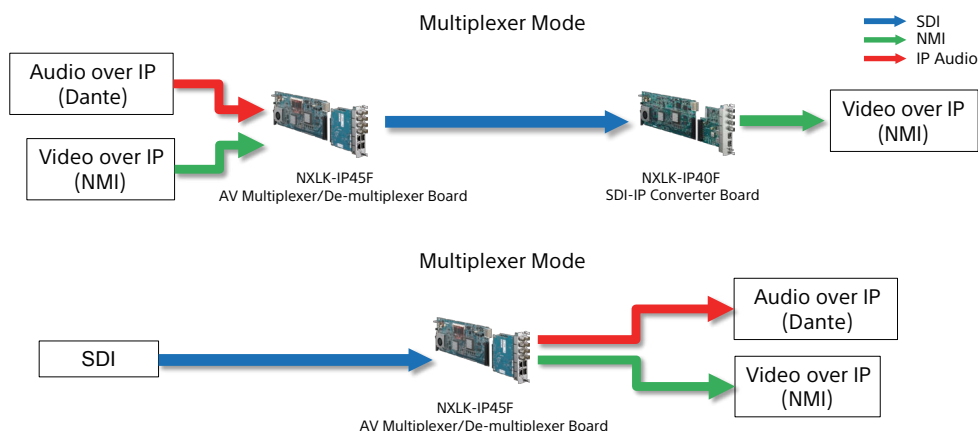 Multiplexer Mode
SDI
NMI
IP Audio
Audio over IP
(Dante)
Video over IP
(NMI)
Video over IP
(NMI)
NXLK-IP45F
AV Multiplexer/De-multiplexer Board
NXLK-IP40F
SDI-IP Converter Board
Multiplexer Mode
Audio over IP
(Dante)
SDI
Video over IP
(NMI)
NXLK-IP45F
AV Multiplexer/De-multiplexer Board